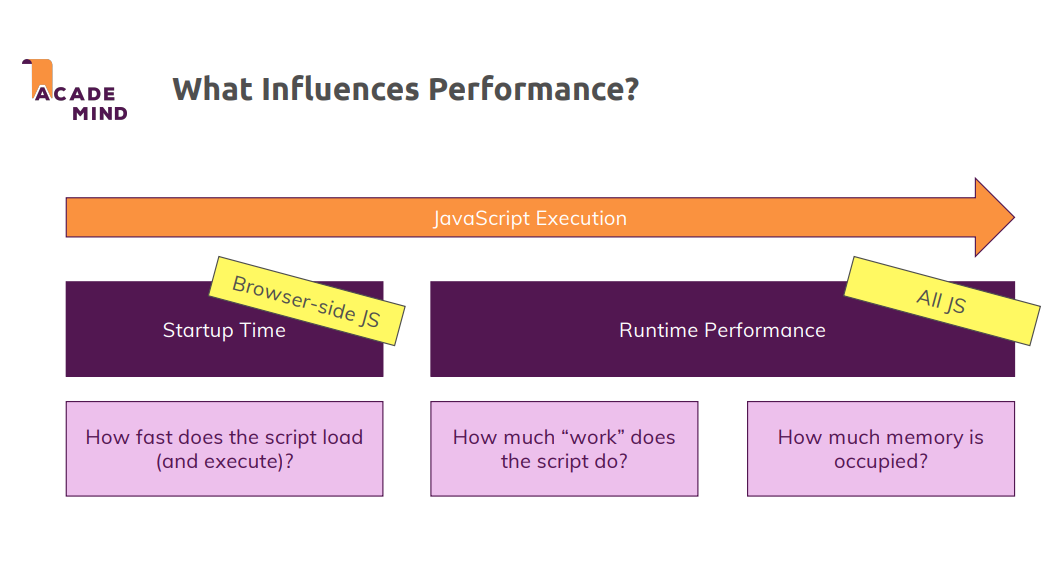 ACADE
MIND
What Influences Performance?
JavaScript Execution
Browser-side JS
Startup Time
All JS
Runtime Performance
How fast does the script load
(and execute)?
How much “work” does
the script do?
How much memory is
occupied?